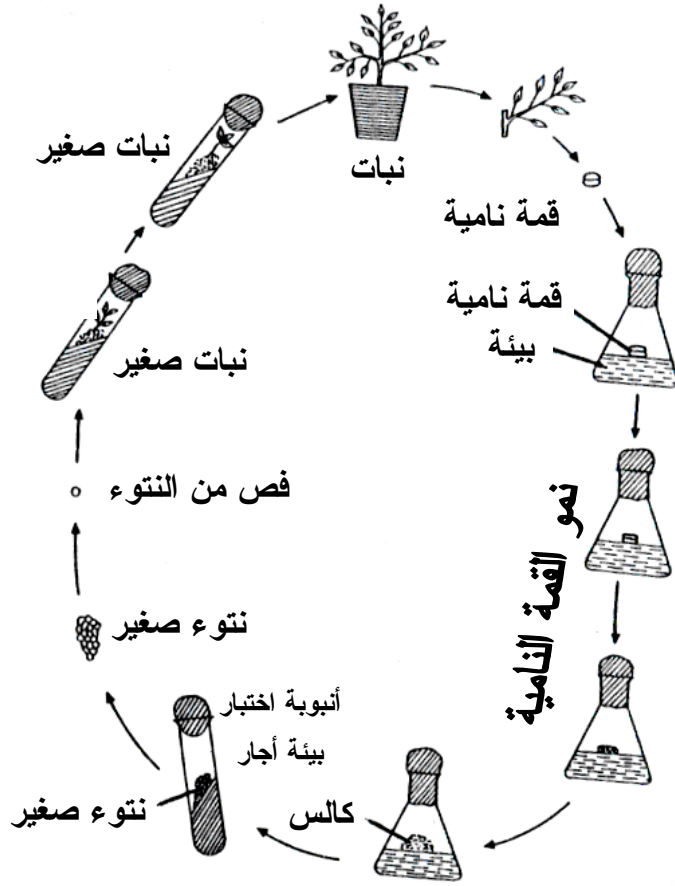 نبات
قمة نامية
قمة نامية
بيئة
نمو القمة النامية
كالس
أنبوبة اختبار
بيئة أجار
نتوء صغير
نتوء صغير
فص من النتوء
نبات صغير
نبات صغير